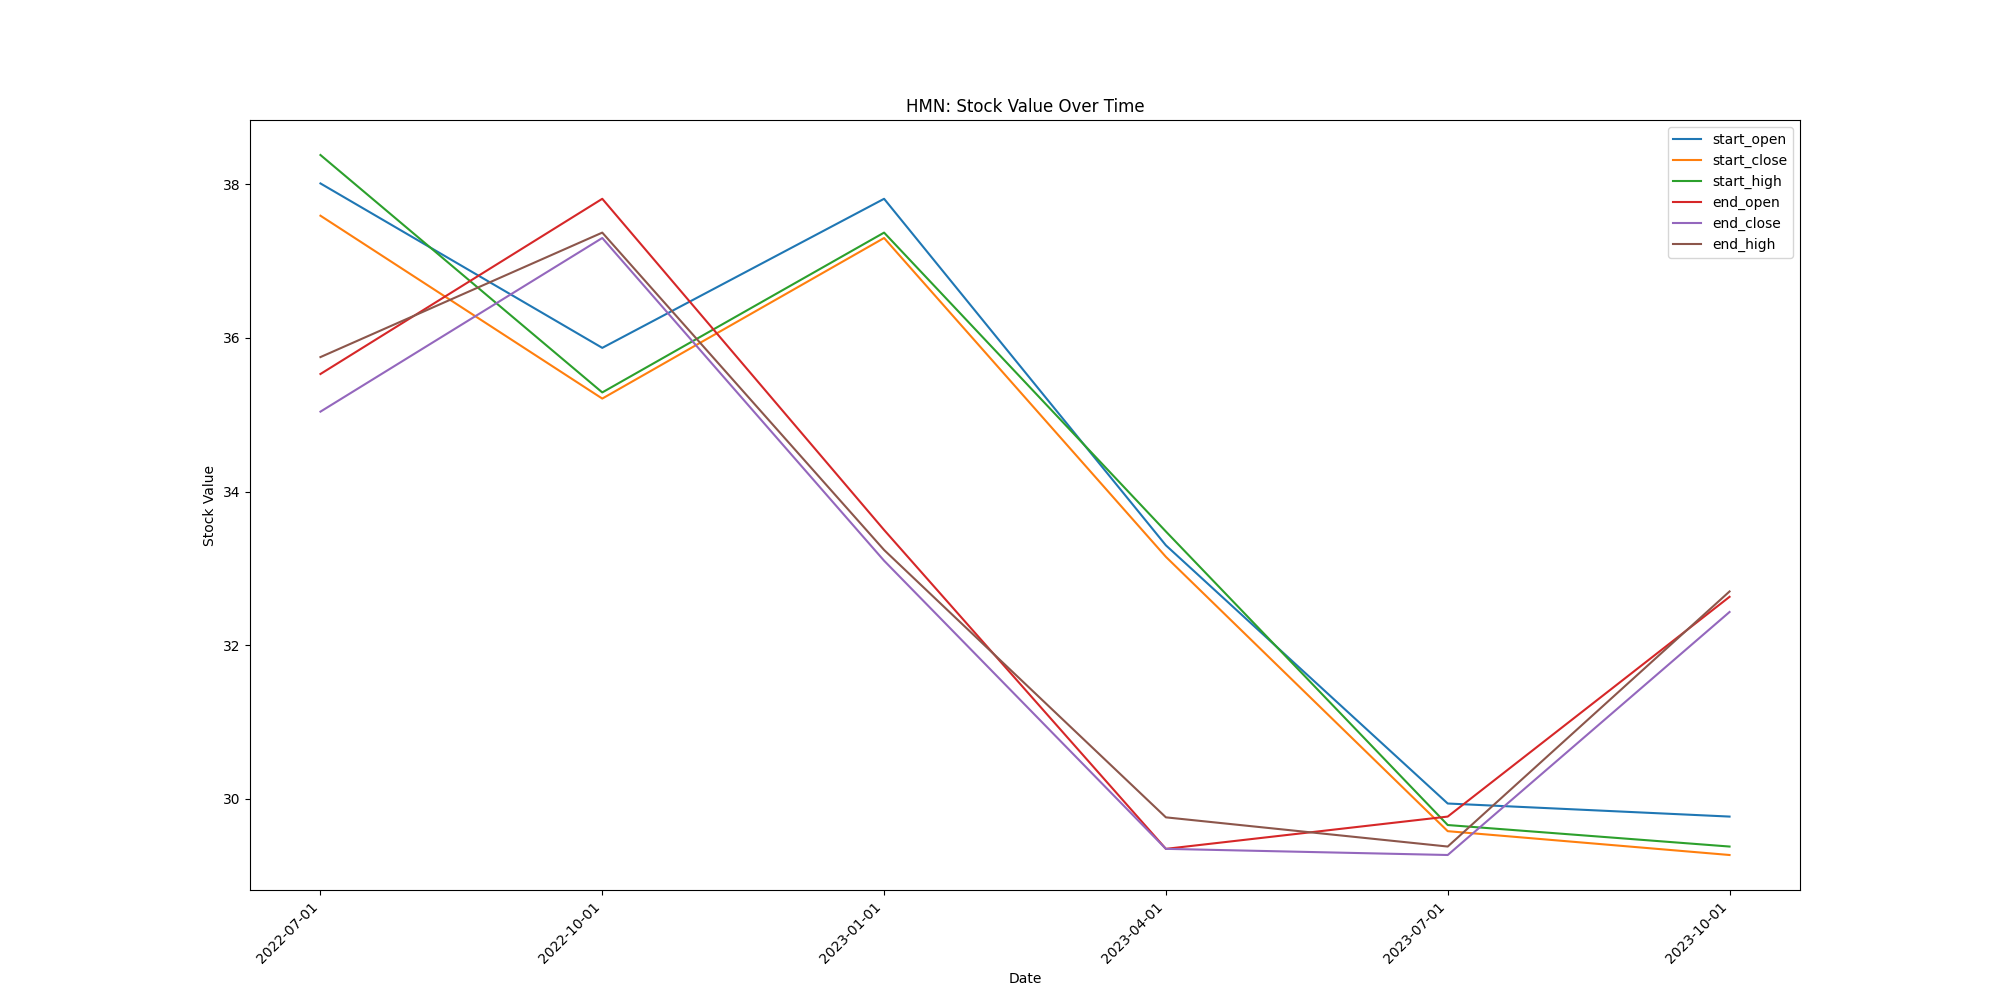 HMN: Stock Value Over Time
start_open
start_close
start_high
end_open
end_close
end_high
Stock Value
38
36
34
32
30
2022-07-01
2022-10-01
2023-01-01
2023-04-01
2023-07-01
2023-10-01
Date